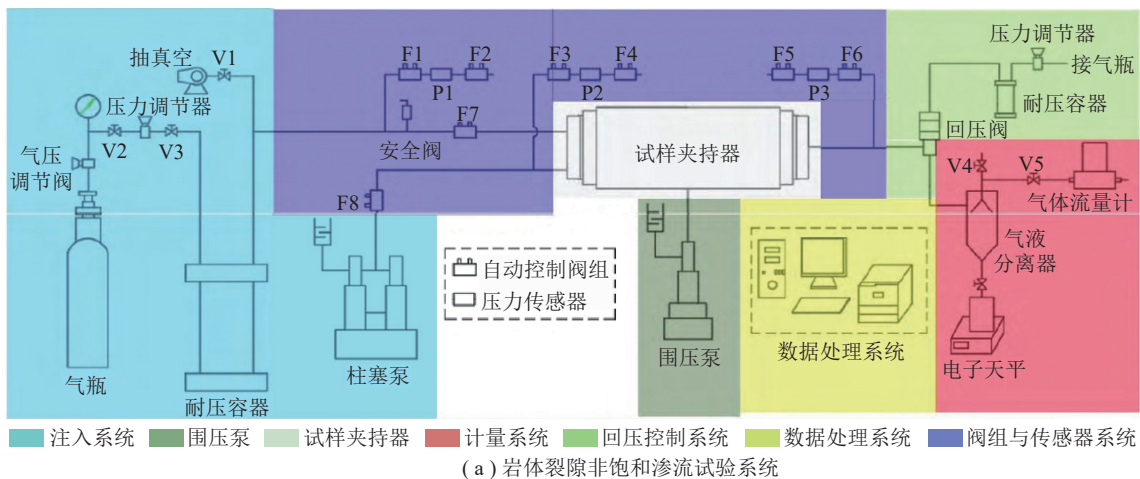 抽真空
V1
压力调节器
V2
V3
气压
调节阀
气瓶
耐压容器
F1
F2
P1
F3
F4
P2
F5
F6
P3
F7
安全阀
F8
试样夹持器
柱塞泵
自动控制阀组
压力传感器
围压泵
数据处理系统
压力调节器
接气瓶
耐压容器
回压阀
V4
V5
气体流量计
气液
分离器
电子天平
注入系统 围压泵 试样夹持器 计量系统 回压控制系统 数据处理系统 阀组与传感器系统
( a ) 岩体裂隙非饱和渗流试验系统